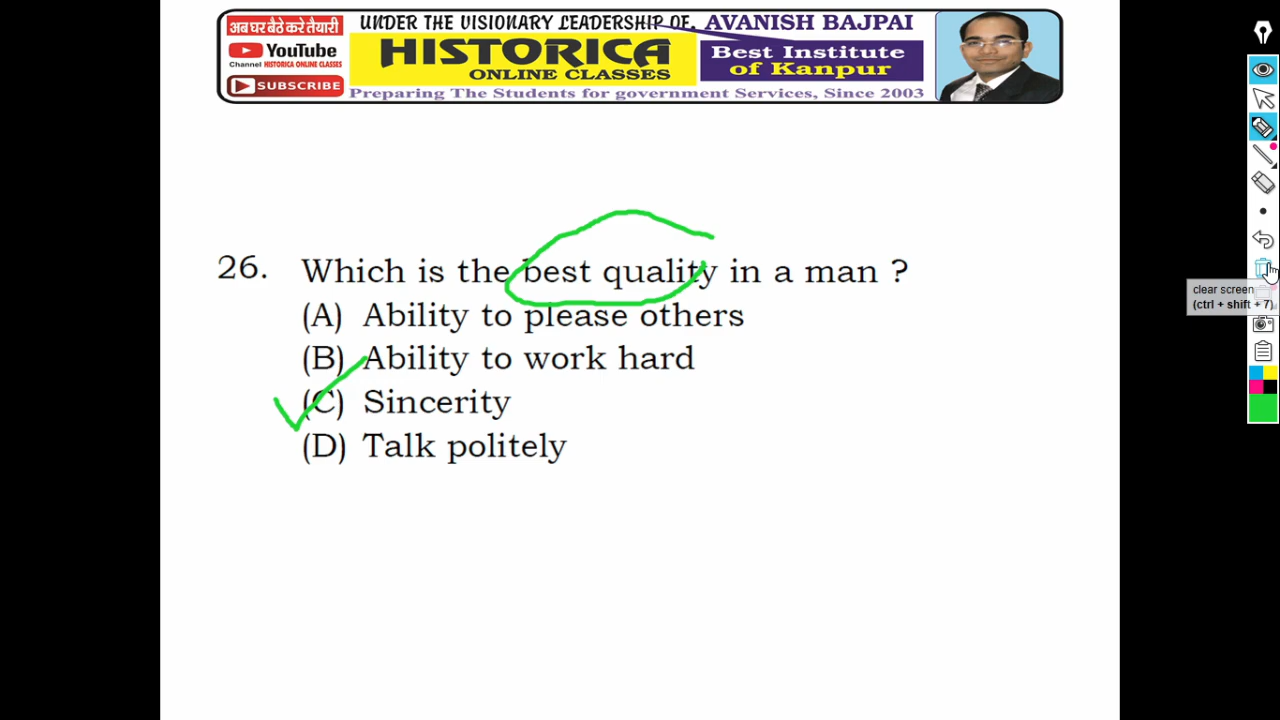 अब घर बैठे करे तैयारी
YouTube
Channel HISTORICA ONLINE CLASSES
SUBSCRIBE
UNDER THE VISIONARY LEADERSHIP OF. AVANISH BAJPAI
HISTORICA
ONLINE CLASSES
Best Institute
of Kanpur
Preparing The Students for government Services, Since 2003
26. Which is the best quality in a man ?
(A) Ability to please others
(B) Ability to work hard
(C) Sincerity
(D) Talk politely
clear screen
(ctrl + shift + 7)